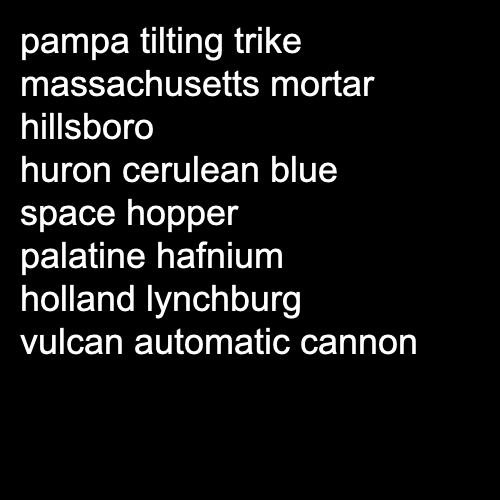 pampa tilting trike
massachusetts mortar
hillsboro
huron cerulean blue
space hopper
palatine hafnium
holland lynchburg
vulcan automatic cannon